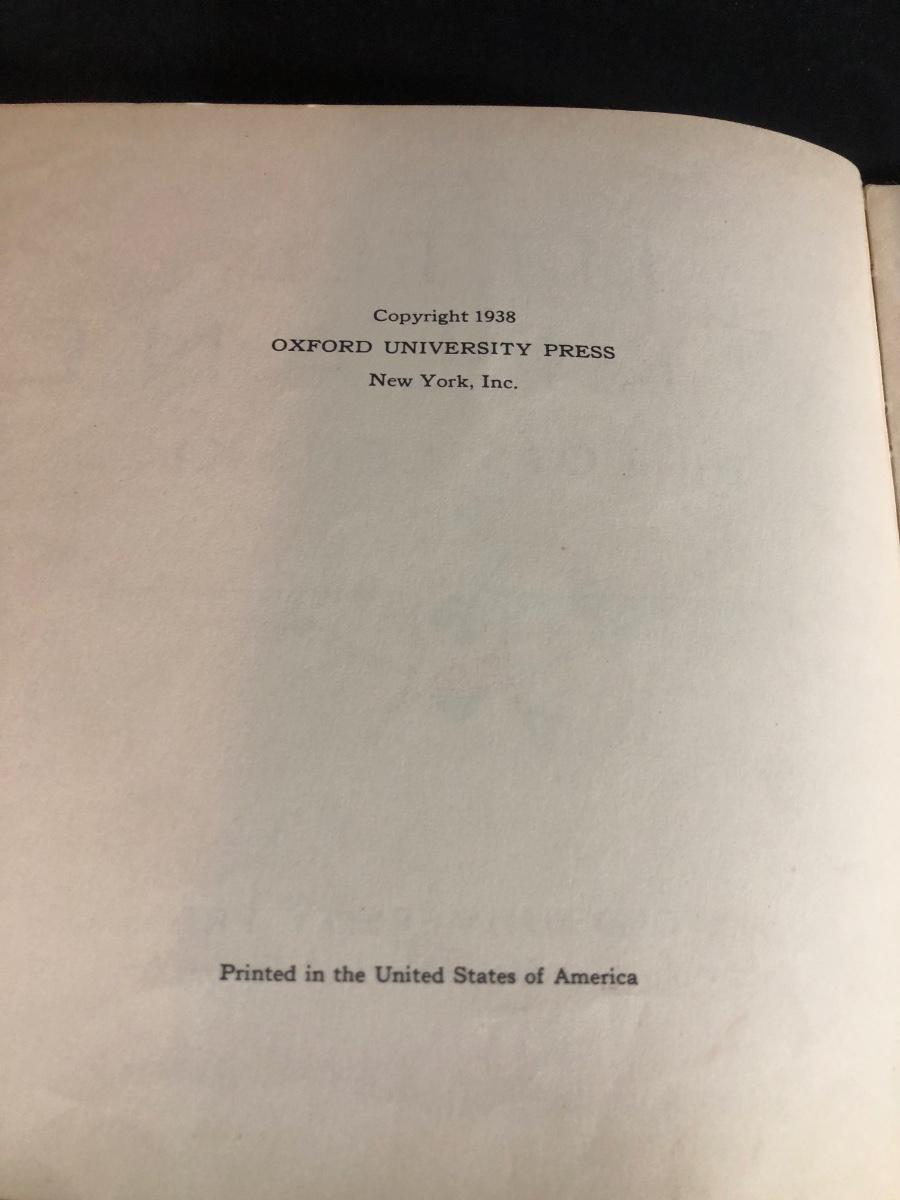 Copyright 1938
OXFORD UNIVERSITY PRESS
New York, Inc.
Printed in the United States of America